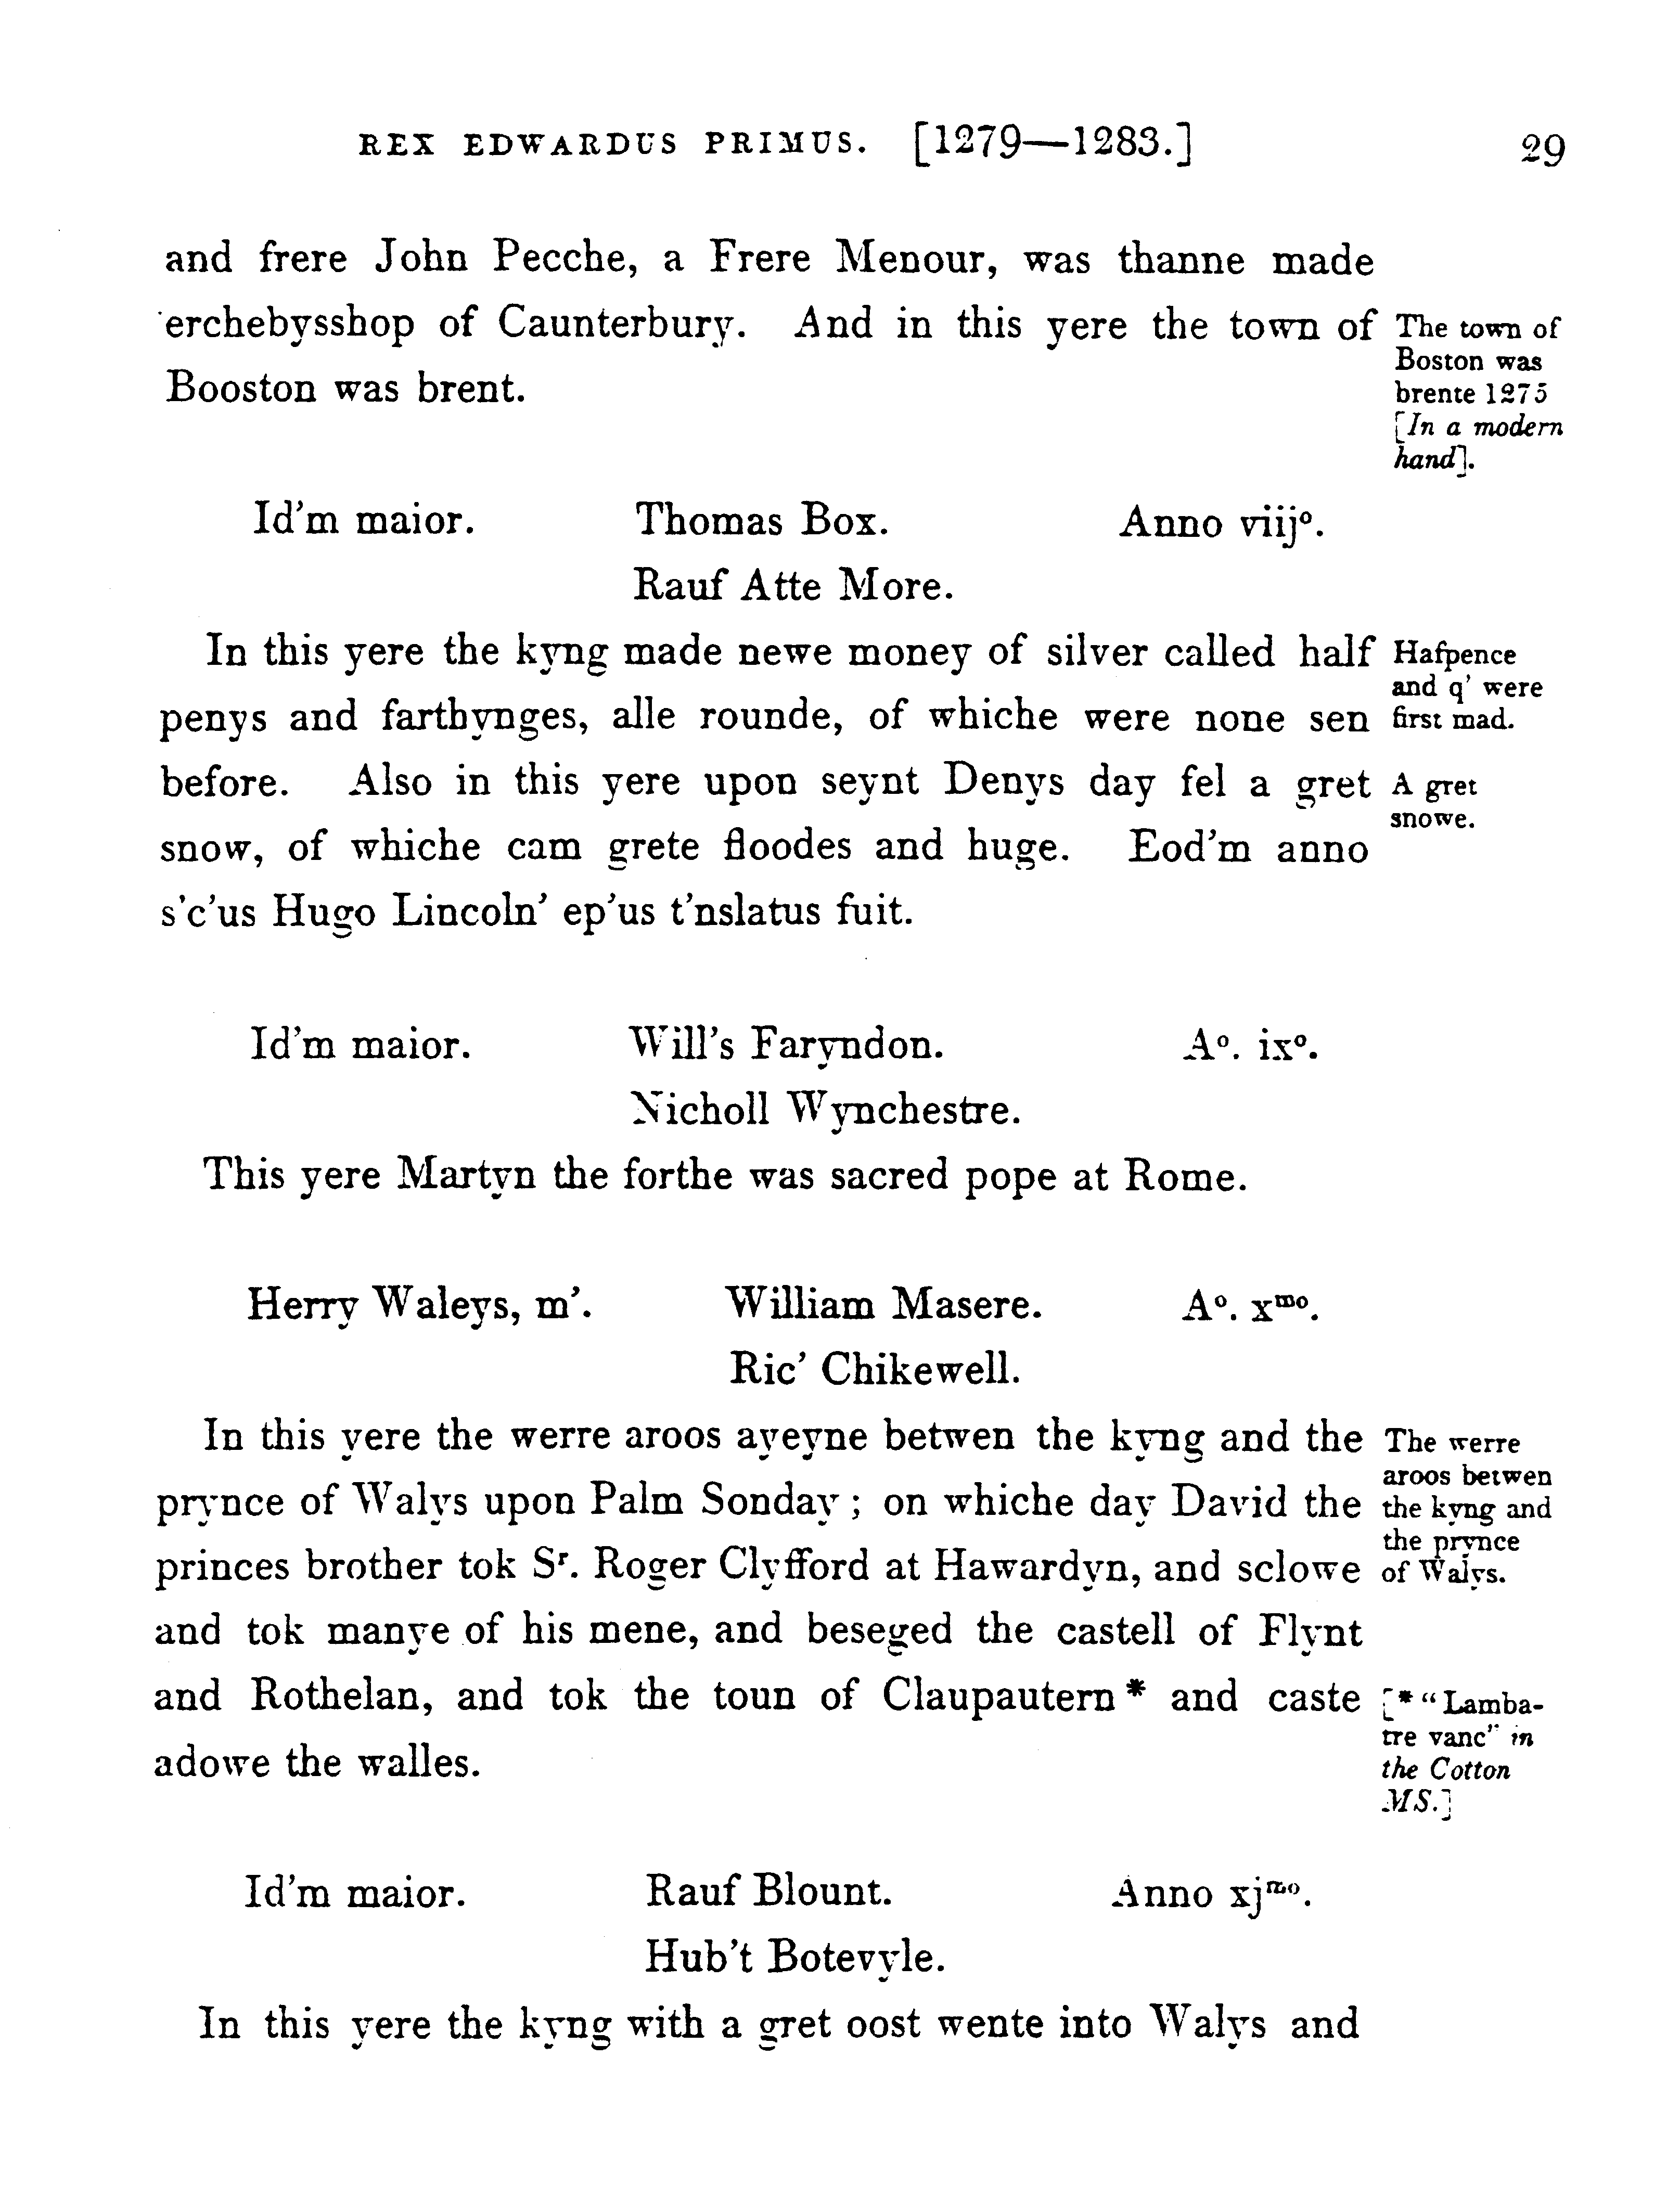 REX EDWARDUS PRIMUS. [1279—1283.] 29
and frere John Pecche, a Frere Menour, was thanne made
erchebysshop of Caunterbury. And in this yere the town of
Booston was brent.
The town of
Boston was
brente 1275
[In a modern
hand].
Id'm maior. Thomas Box. Anno viijᵒ.
Rauf Atte More.
In this yere the kyng made newe money of silver called half
penys and farthynges, alle rounde, of whiche were none sen
before. Also in this yere upon seynt Denys day fel a gret
snow, of whiche cam grete floodes and huge. Eod'm anno
s'c'us Hugo Lincoln' ep'us t'nslatus fuit.
Hafpence
and q' were
first mad.
A gret
snowe.
Id'm maior. Will's Faryndon. Aᵒ. ixᵒ.
Nicholl Wynchestre.
This yere Martyn the forthe was sacred pope at Rome.
Herry Waleys, m'. William Masere. Aᵒ. xᵐᵒ.
Ric' Chikewell.
In this yere the werre aroos ayeyne betwen the kyng and the
prynce of Walys upon Palm Sonday; on whiche day David the
princes brother tok Sʳ. Roger Clyfford at Hawardyn, and sclowe
and tok manye of his mene, and beseged the castell of Flynt
and Rothelan, and tok the toun of Claupautern* and caste
adowe the walles.
The werre
aroos betwen
the kyng and
the prynce
of Walys.
[* "Lamba-
tre vanc" in
the Cotton
MS.]
Id'm maior. Rauf Blount. Anno xjᵐᵒ.
Hub't Botevyle.
In this yere the kyng with a gret oost wente into Walys and